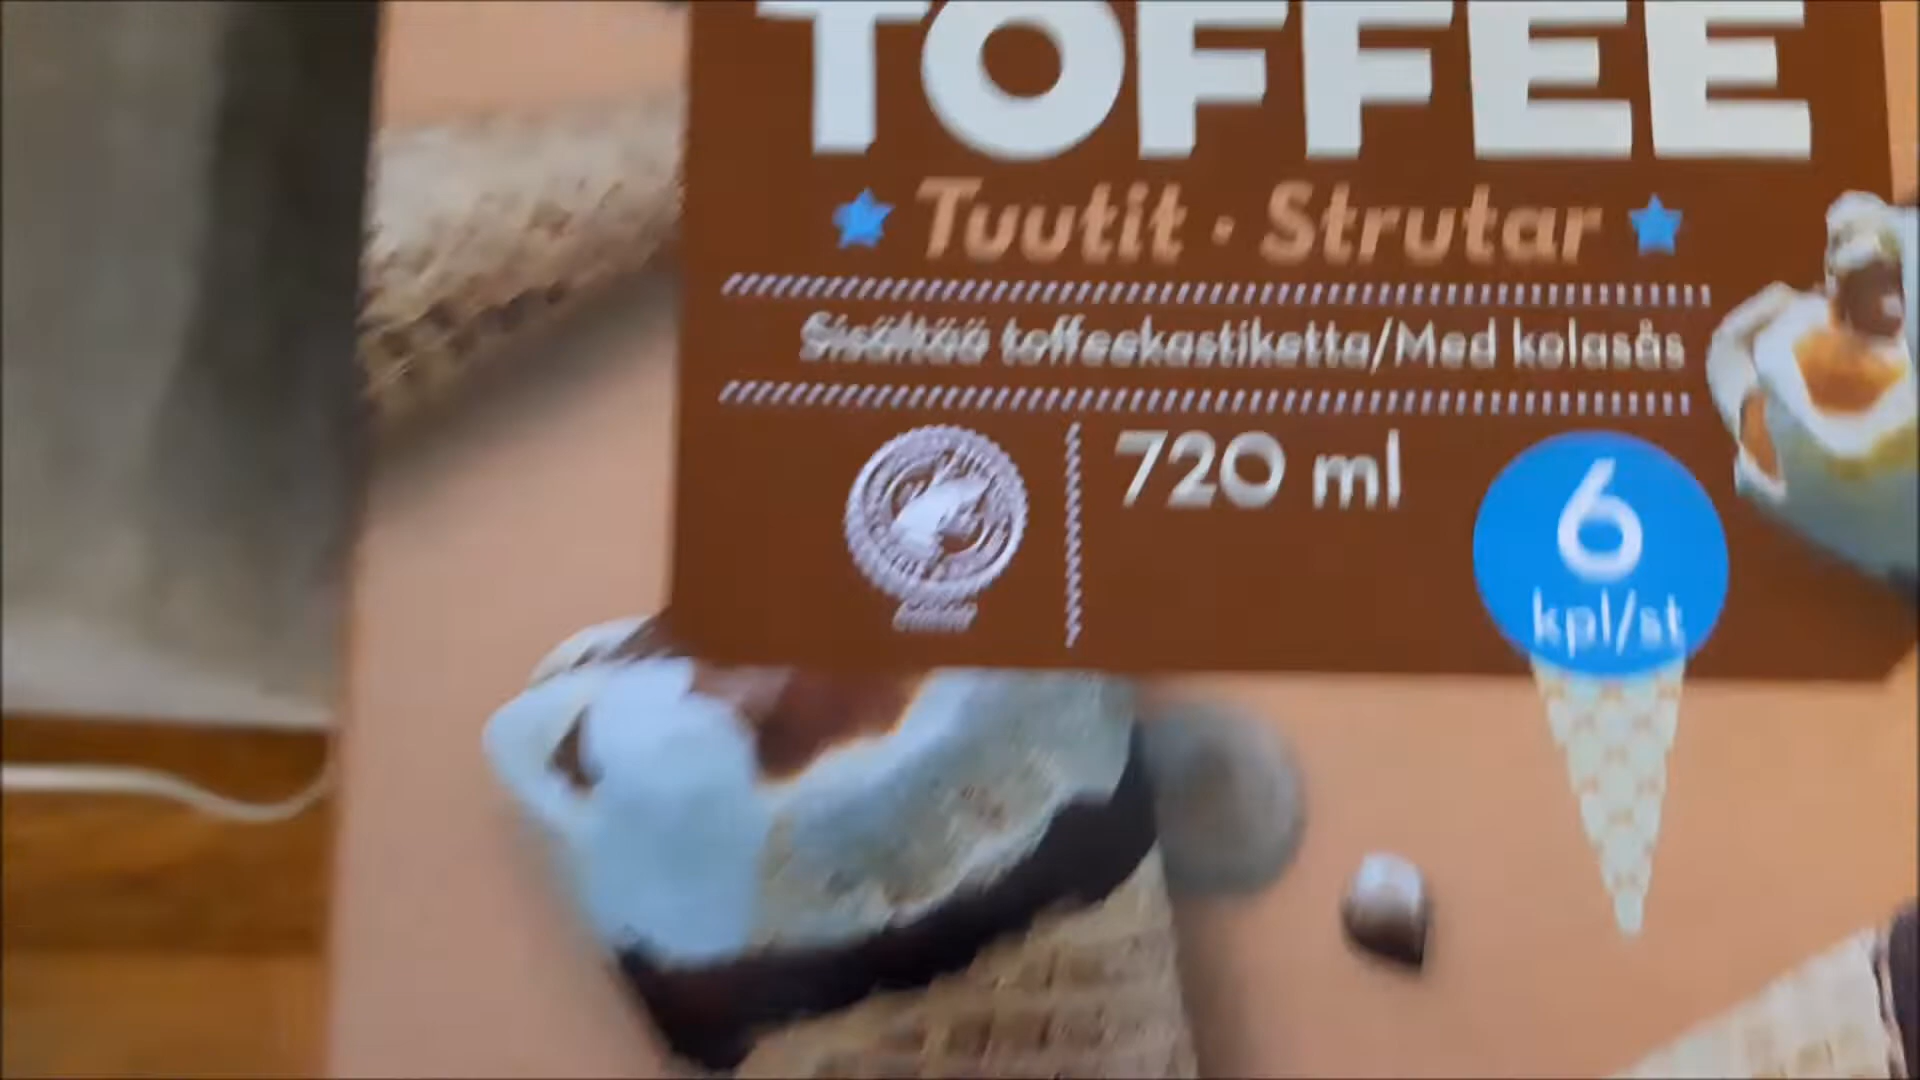 TOFFEE
Tuutit · Strutar
Sisältää toffeekastiketta/Med kolasås
720 ml
6
kpl/st